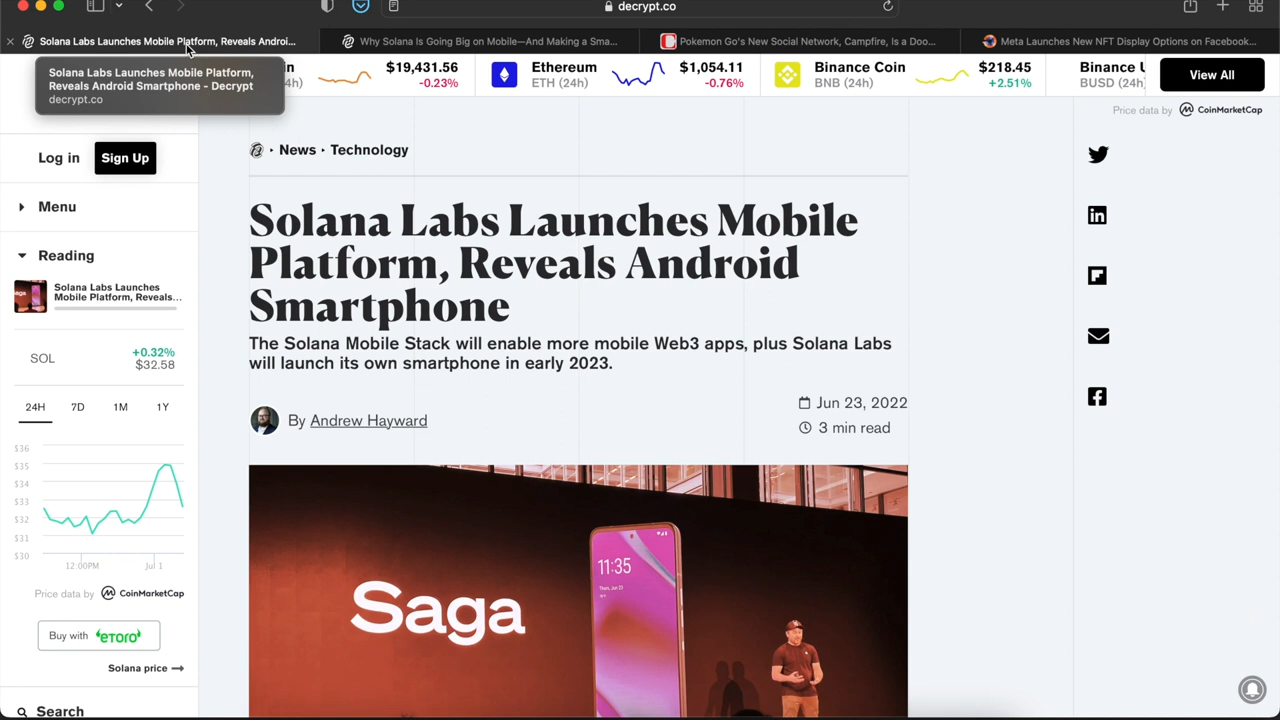 decrypt.co
Solana Labs Launches Mobile Platform, Reveals Androi...
Why Solana Is Going Big on Mobile—And Making a Sma...
Pokemon Go's New Social Network, Campfire, Is a Doo...
Meta Launches New NFT Display Options on Facebook...
Solana Labs Launches Mobile Platform,
Reveals Android Smartphone - Decrypt
decrypt.co
in $19,431.56
24h) -0.23%
Ethereum $1,054.11
ETH (24h) -0.76%
Binance Coin $218.45
BNB (24h) +2.51%
Binance U
BUSD (24h)
View All
Price data by CoinMarketCap
Log in Sign Up
Menu
Reading
Solana Labs Launches
Mobile Platform, Reveals...
SOL +0.32%
$32.58
24H 7D 1M 1Y
$36
$35
$34
$33
$32
$31
$30
12:00PM Jul 1
Price data by CoinMarketCap
Buy with etoro
Solana price
Search
News · Technology
Solana Labs Launches Mobile
Platform, Reveals Android
Smartphone
The Solana Mobile Stack will enable more mobile Web3 apps, plus Solana Labs
will launch its own smartphone in early 2023.
By Andrew Hayward
Jun 23, 2022
3 min read
Saga
11:35